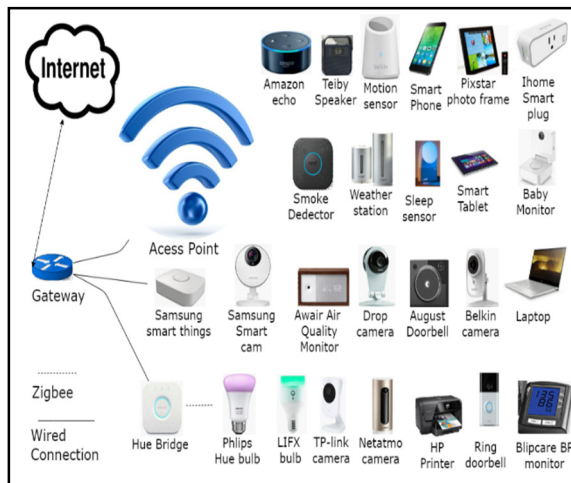 Internet
Amazon
echo
Teiby
Speaker
Motion
sensor
Smart
Phone
Pixstar
photo frame
Ihome
Smart
plug
Smoke
Dedector
Weather
station
Sleep
sensor
Smart
Tablet
Baby
Monitor
Acess Point
Gateway
Samsung
smart things
Samsung
Smart
cam
Awair Air
Quality
Monitor
Drop
camera
August
Doorbell
Belkin
camera
Laptop
Zigbee
Wired
Connection
Hue Bridge
Phlips
Hue bulb
LIFX
bulb
TP-link
camera
Netatmo
camera
HP
Printer
Ring
doorbell
Blipcare BP
monitor